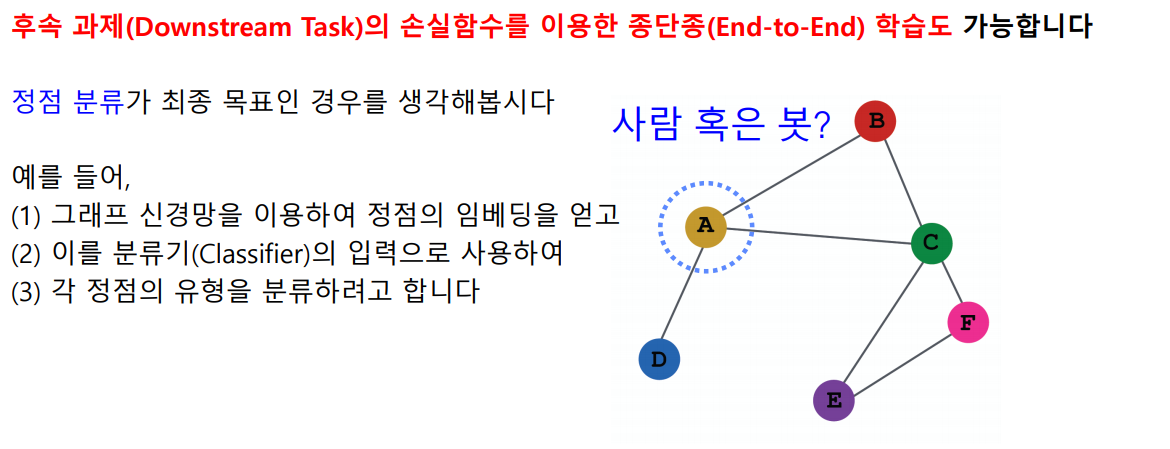 후속 과제(Downstream Task)의 손실함수를 이용한 종단종(End-to-End) 학습도 가능합니다
정점 분류가 최종 목표인 경우를 생각해봅시다
사람 혹은 봇?
예를 들어,
(1) 그래프 신경망을 이용하여 정점의 임베딩을 얻고
(2) 이를 분류기(Classifier)의 입력으로 사용하여
(3) 각 정점의 유형을 분류하려고 합니다
B
A
C
F
D
E